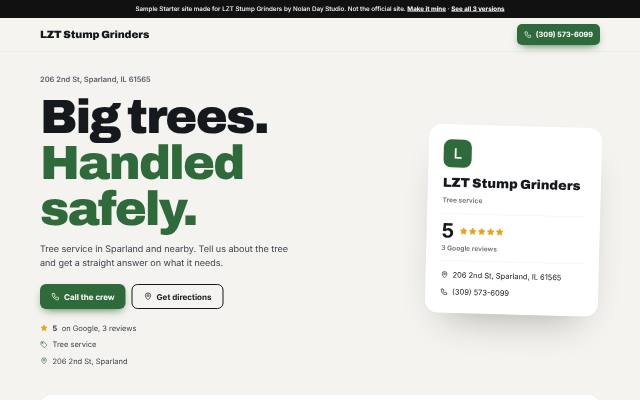 Sample Starter site made for LZT Stump Grinders by Nolan Day Studio. Not the official site. Make it mine · See all 3 versions
LZT Stump Grinders
(309) 573-6099
206 2nd St, Sparland, IL 61565
Big trees.
Handled
safely.
Tree service in Sparland and nearby. Tell us about the tree
and get a straight answer on what it needs.
Call the crew
Get directions
5 on Google, 3 reviews
Tree service
206 2nd St, Sparland
L
LZT Stump Grinders
Tree service
5
3 Google reviews
206 2nd St, Sparland, IL 61565
(309) 573-6099